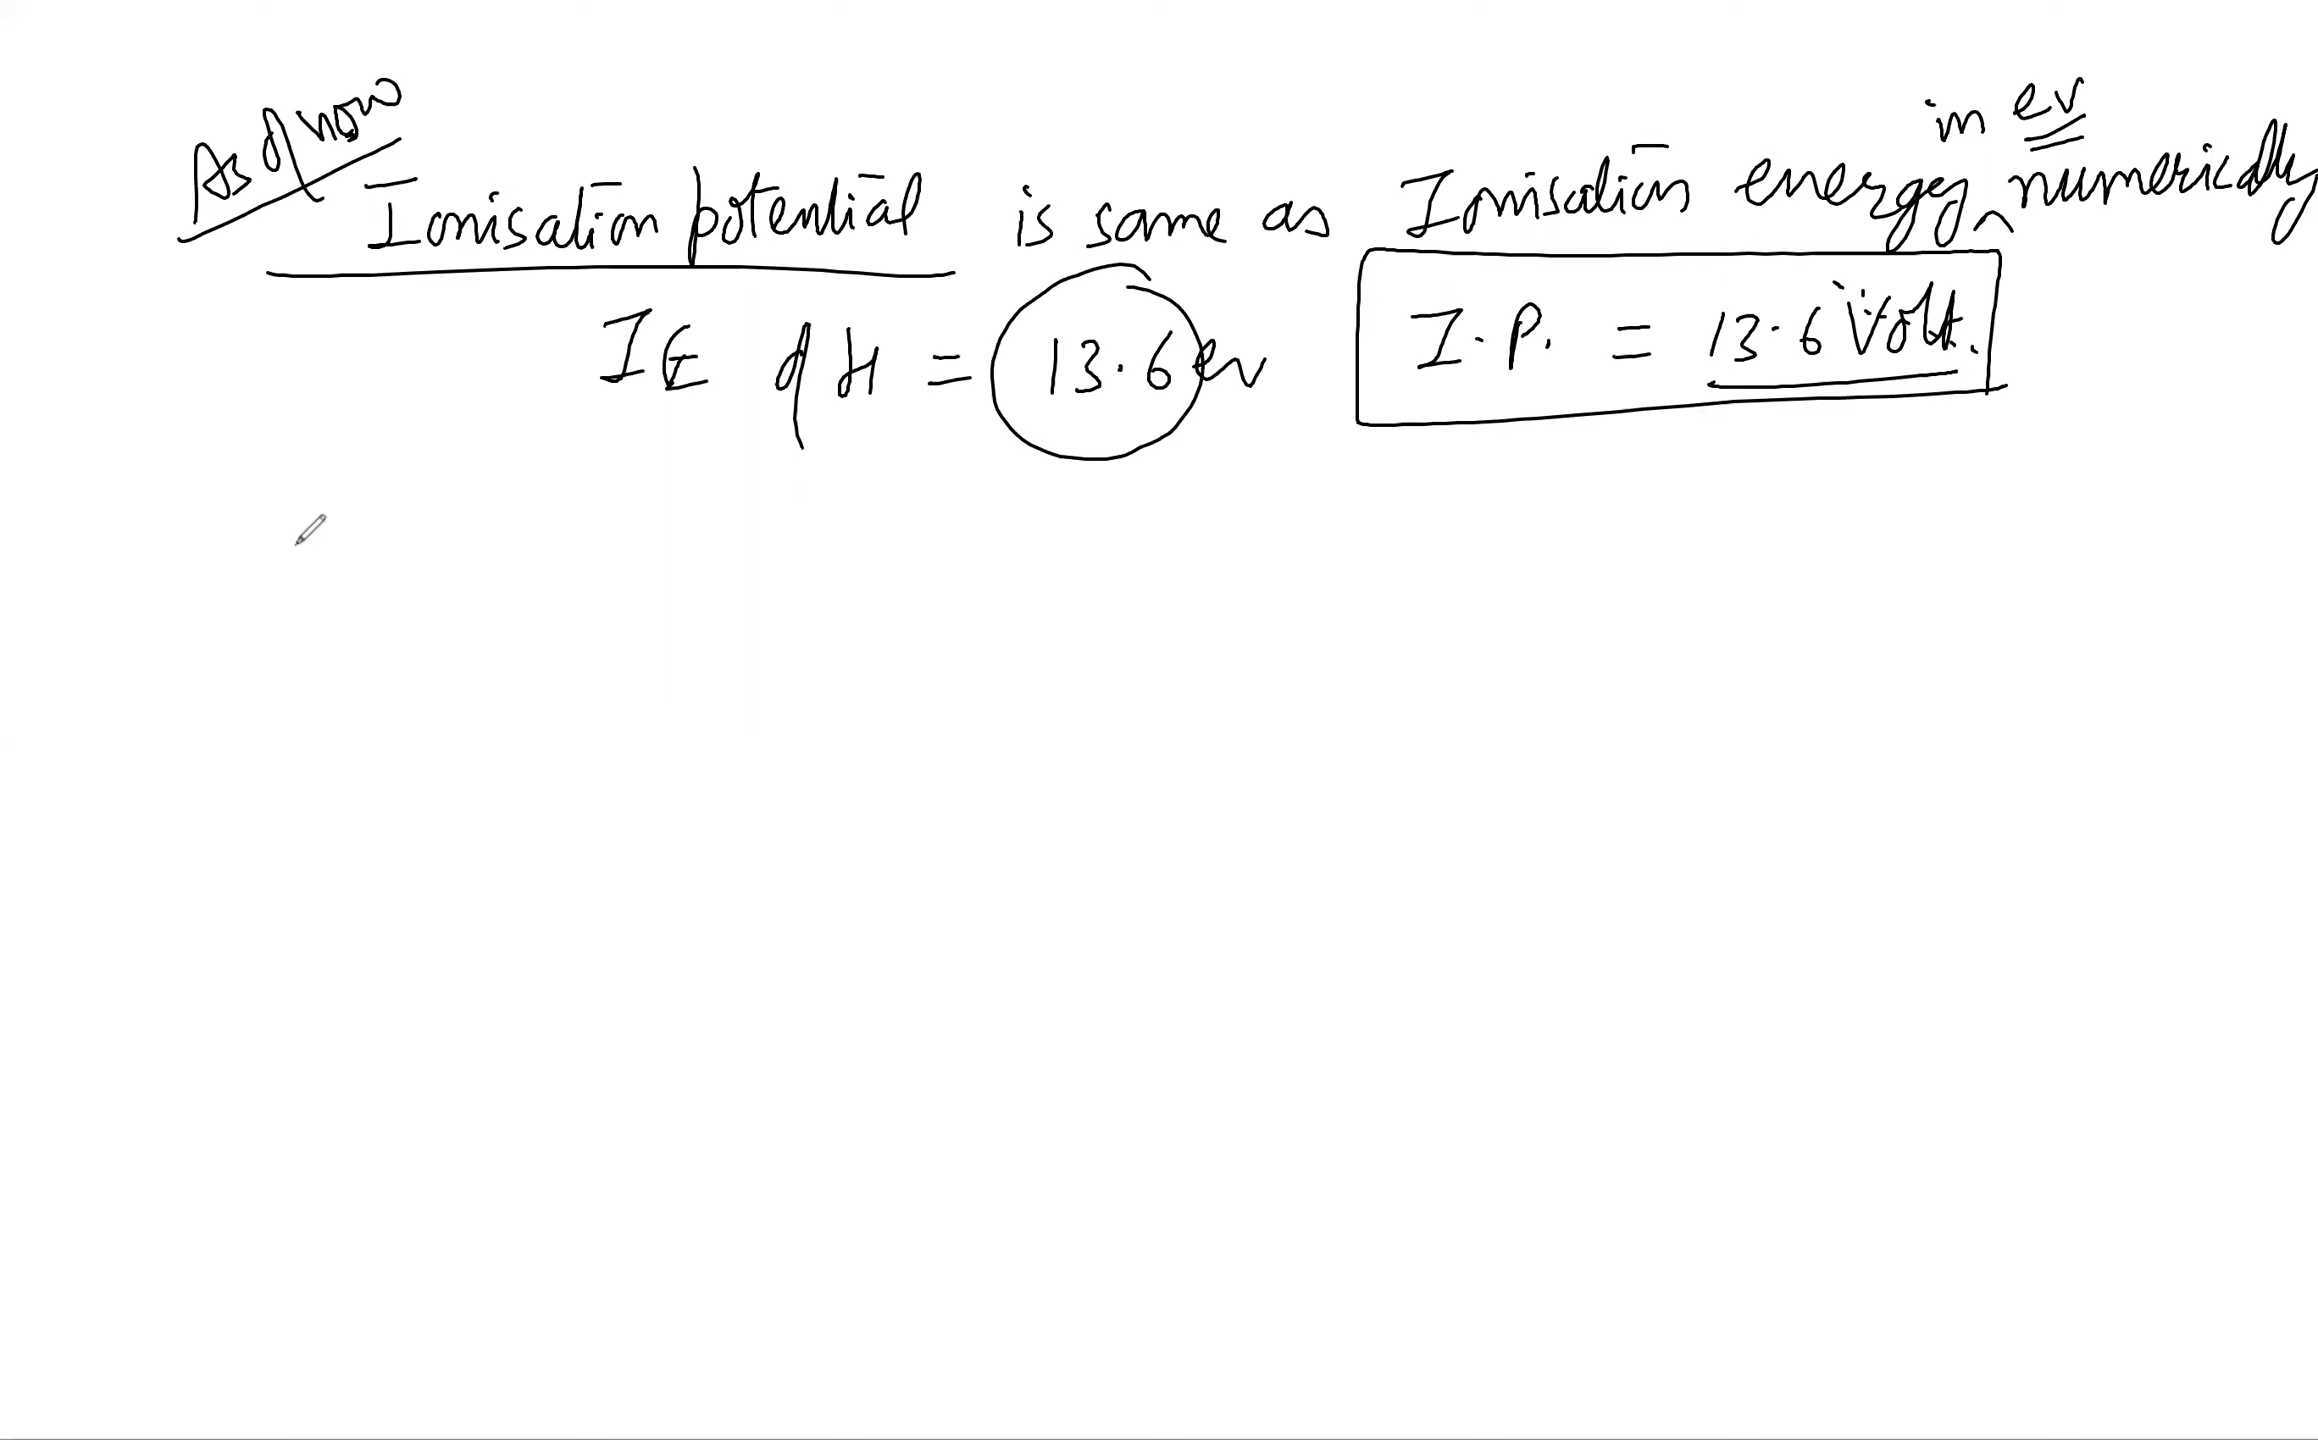 As of now
Ionisation potential is same as Ionisation energy in ev numerically
IE of H = 13.6 ev I.P. = 13.6 Volt.